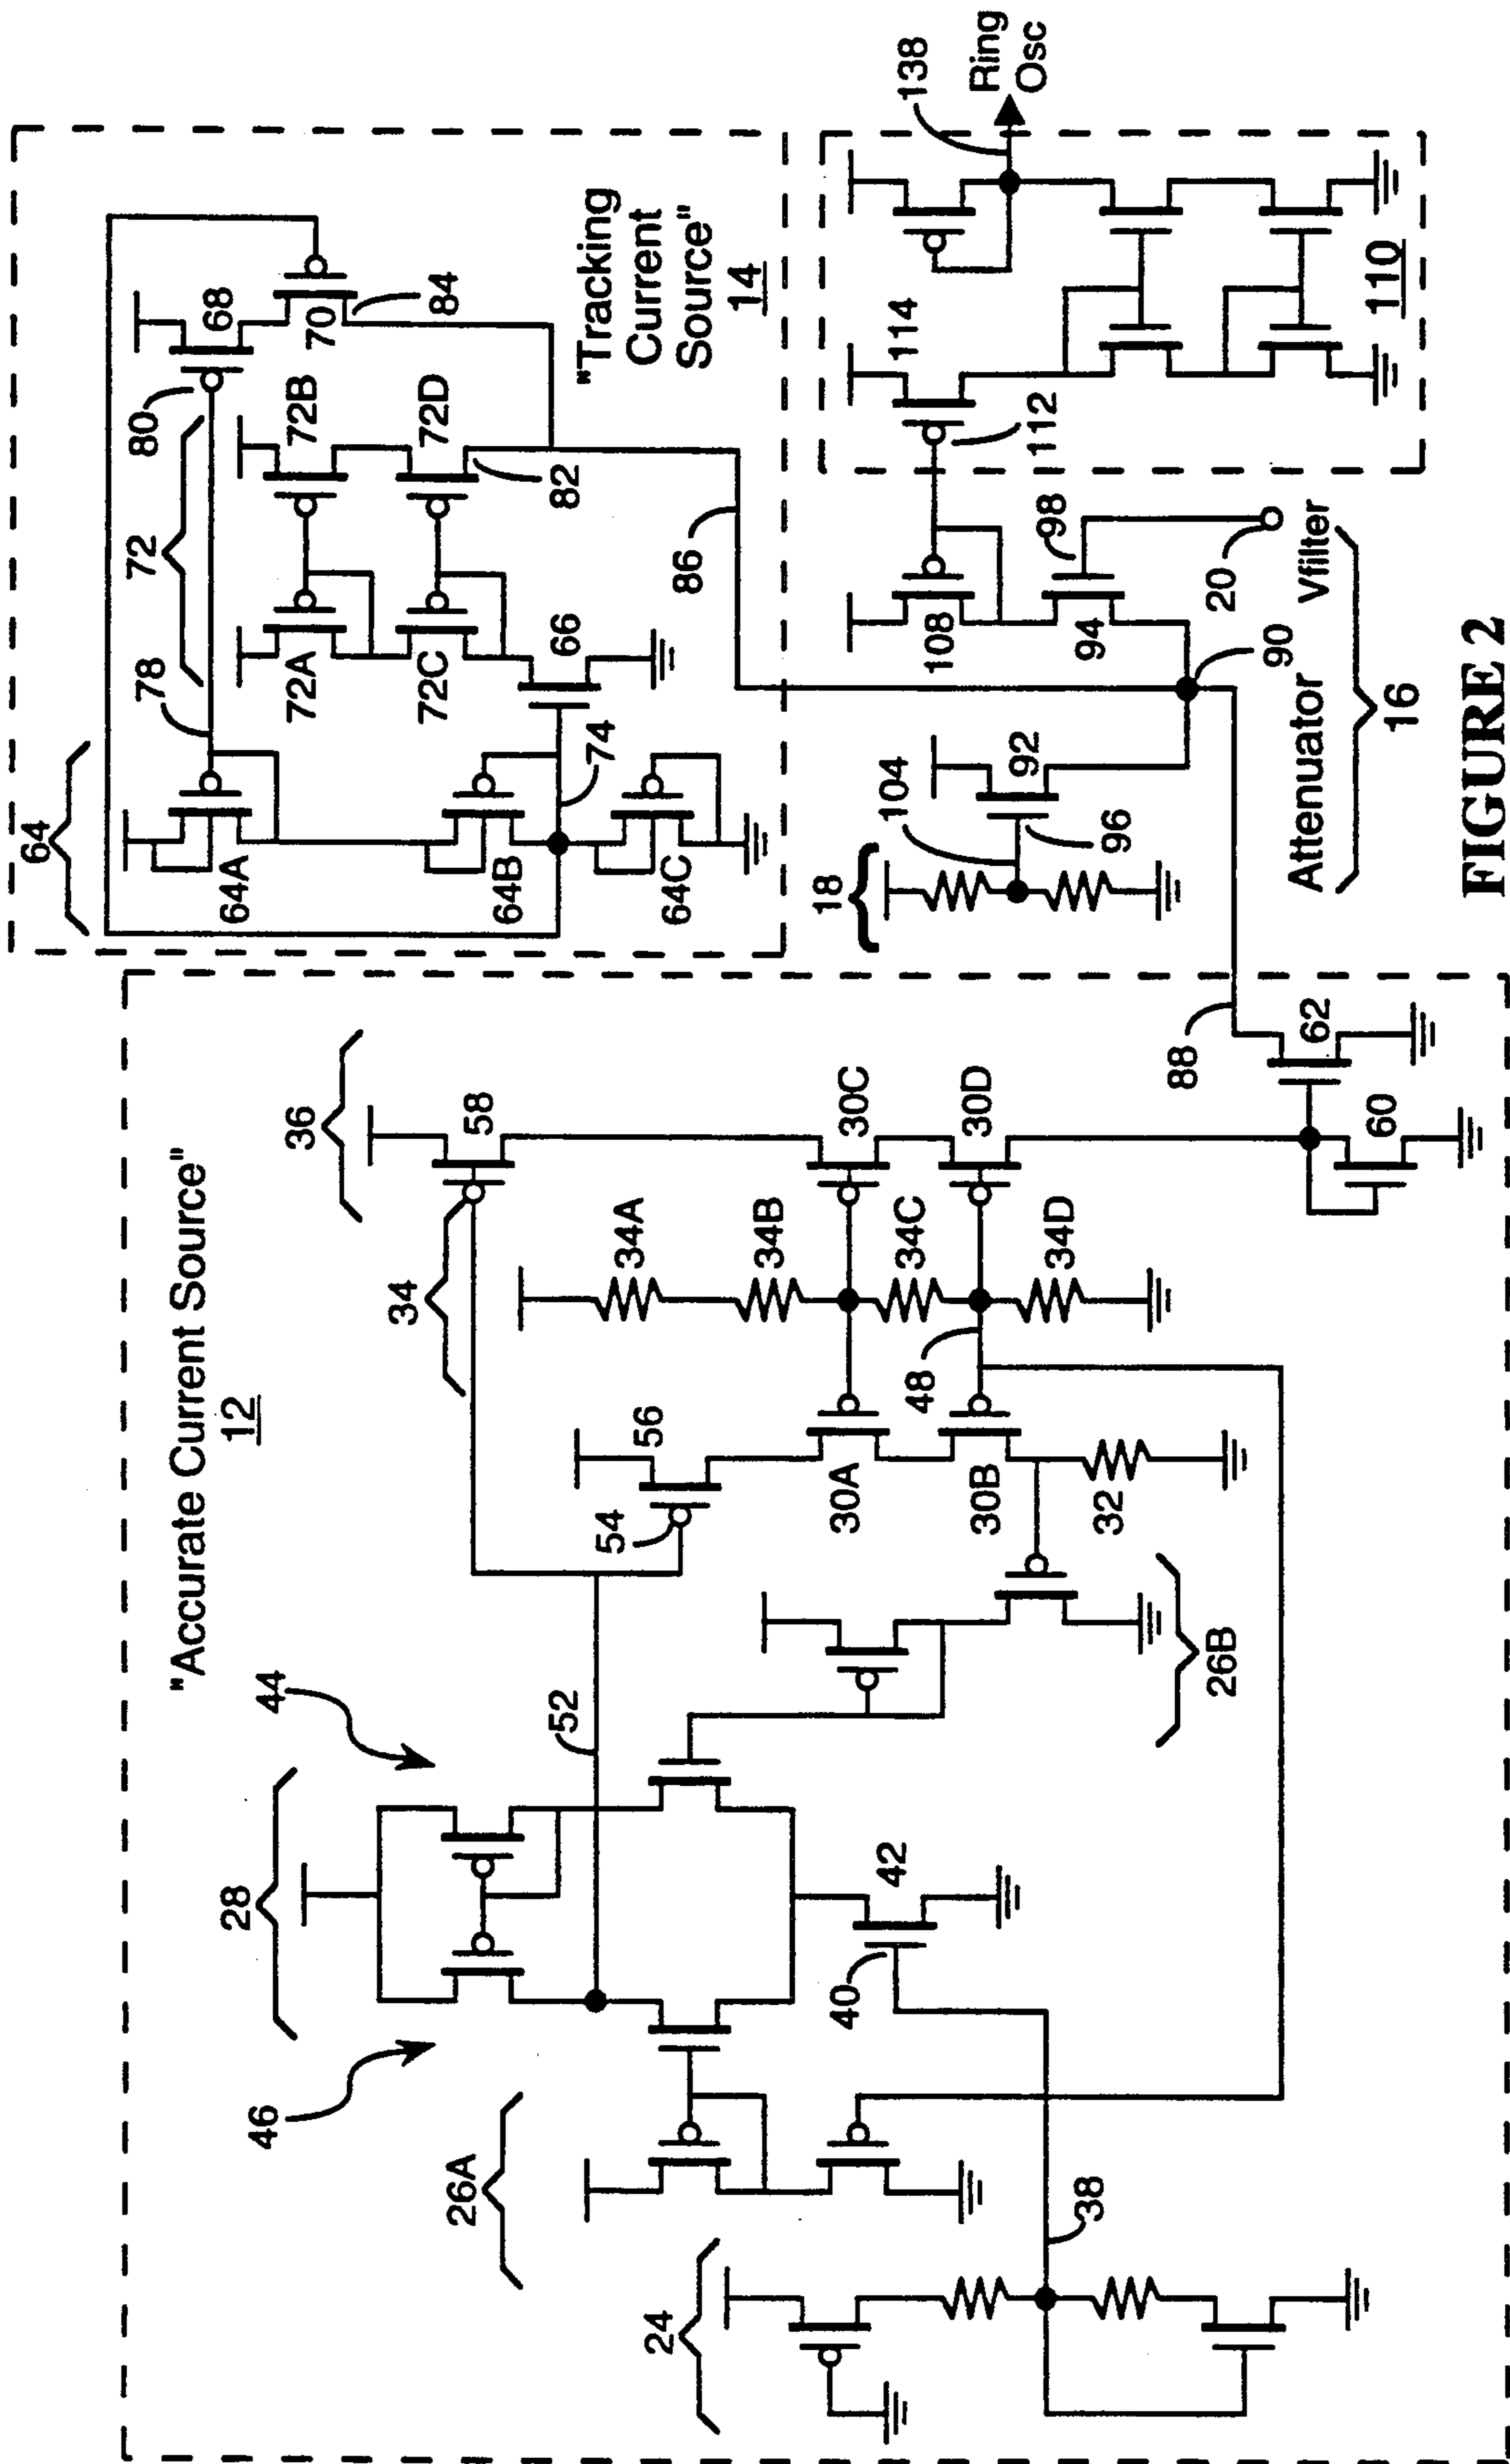 "Accurate Current Source"
12
24
26A
46
28
44
52
34
36
54
56
58
34A
34B
34C
34D
30A
30B
30C
30D
48
32
26B
40
42
38
60
62
88
64
64A
64B
64C
78
72
80
68
70
84
72A
72B
72C
72D
66
74
82
86
"Tracking
Current
Source"
14
18
104
92
96
108
98
94
90
20
Vfilter
Attenuator
16
114
112
110
138
Ring
Osc
FIGURE 2